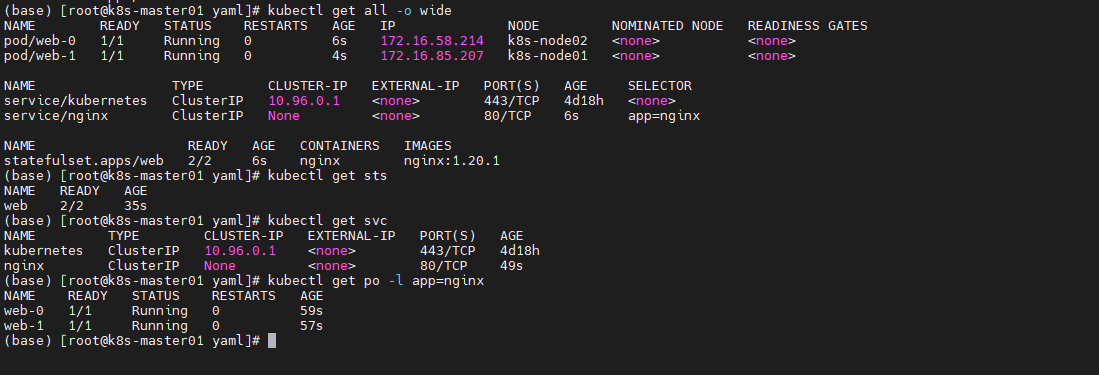 (base) [root@k8s-master01 yaml]# kubectl get all -o wide
NAME        READY   STATUS    RESTARTS   AGE   IP              NODE         NOMINATED NODE   READINESS GATES
pod/web-0   1/1     Running   0          6s    172.16.58.214   k8s-node02   <none>           <none>
pod/web-1   1/1     Running   0          4s    172.16.85.207   k8s-node01   <none>           <none>

NAME                 TYPE        CLUSTER-IP   EXTERNAL-IP   PORT(S)   AGE     SELECTOR
service/kubernetes   ClusterIP   10.96.0.1    <none>        443/TCP   4d18h   <none>
service/nginx        ClusterIP   None         <none>        80/TCP    6s      app=nginx

NAME                   READY   AGE   CONTAINERS   IMAGES
statefulset.apps/web   2/2     6s    nginx        nginx:1.20.1
(base) [root@k8s-master01 yaml]# kubectl get sts
NAME   READY   AGE
web    2/2     35s
(base) [root@k8s-master01 yaml]# kubectl get svc
NAME         TYPE        CLUSTER-IP   EXTERNAL-IP   PORT(S)   AGE
kubernetes   ClusterIP   10.96.0.1    <none>        443/TCP   4d18h
nginx        ClusterIP   None         <none>        80/TCP    49s
(base) [root@k8s-master01 yaml]# kubectl get po -l app=nginx
NAME    READY   STATUS    RESTARTS   AGE
web-0   1/1     Running   0          59s
web-1   1/1     Running   0          57s
(base) [root@k8s-master01 yaml]#